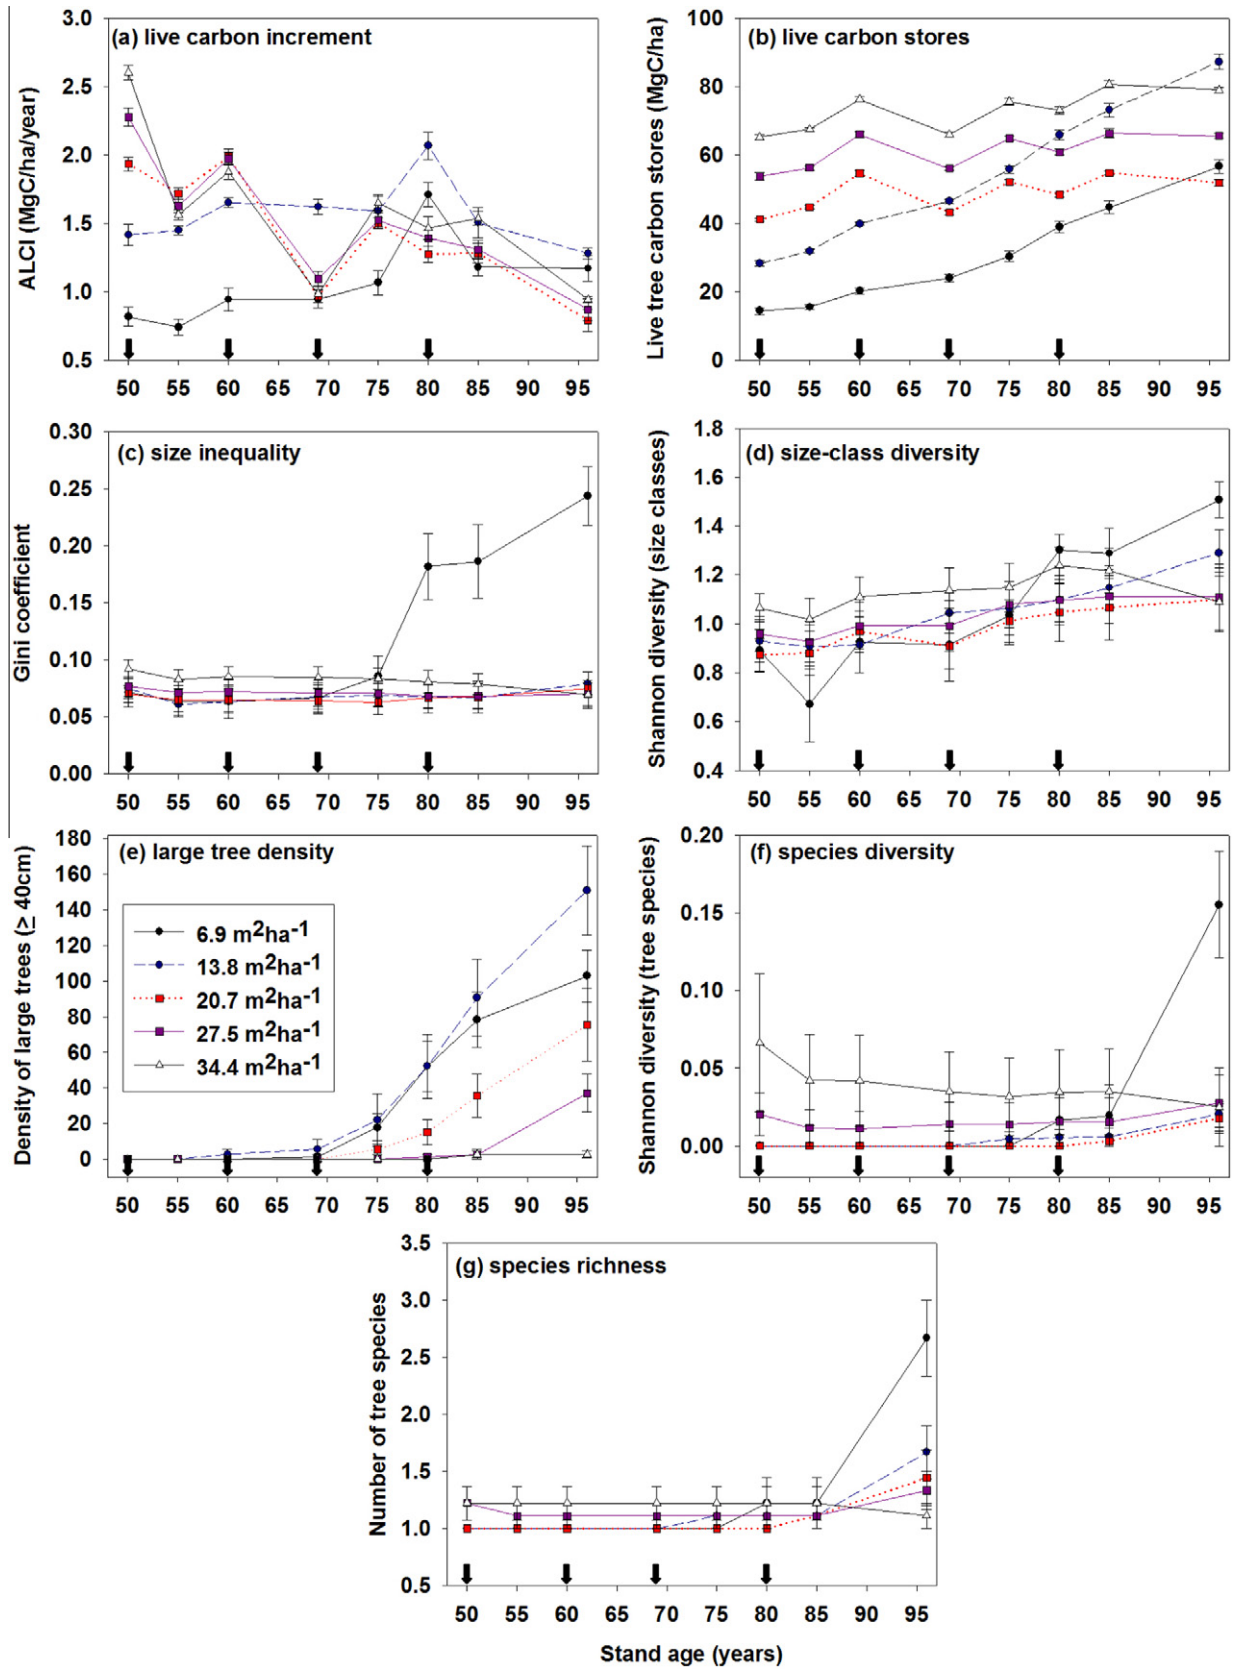 (a) live carbon increment
ALCI (MgC/ha/year)
3.0
2.5
2.0
1.5
1.0
0.5
50 55 60 65 70 75 80 85 90 95
(b) live carbon stores
Live tree carbon stores (MgC/ha)
100
80
60
40
20
0
50 55 60 65 70 75 80 85 90 95
(c) size inequality
Gini coefficient
0.30
0.25
0.20
0.15
0.10
0.05
0.00
50 55 60 65 70 75 80 85 90 95
(d) size-class diversity
Shannon diversity (size classes)
1.8
1.6
1.4
1.2
1.0
0.8
0.6
0.4
50 55 60 65 70 75 80 85 90 95
(e) large tree density
Density of large trees (≥ 40cm)
180
160
140
120
100
80
60
40
20
0
6.9 m²ha⁻¹
13.8 m²ha⁻¹
20.7 m²ha⁻¹
27.5 m²ha⁻¹
34.4 m²ha⁻¹
50 55 60 65 70 75 80 85 90 95
(f) species diversity
Shannon diversity (tree species)
0.20
0.15
0.10
0.05
0.00
50 55 60 65 70 75 80 85 90 95
(g) species richness
Number of tree species
3.5
3.0
2.5
2.0
1.5
1.0
0.5
50 55 60 65 70 75 80 85 90 95
Stand age (years)